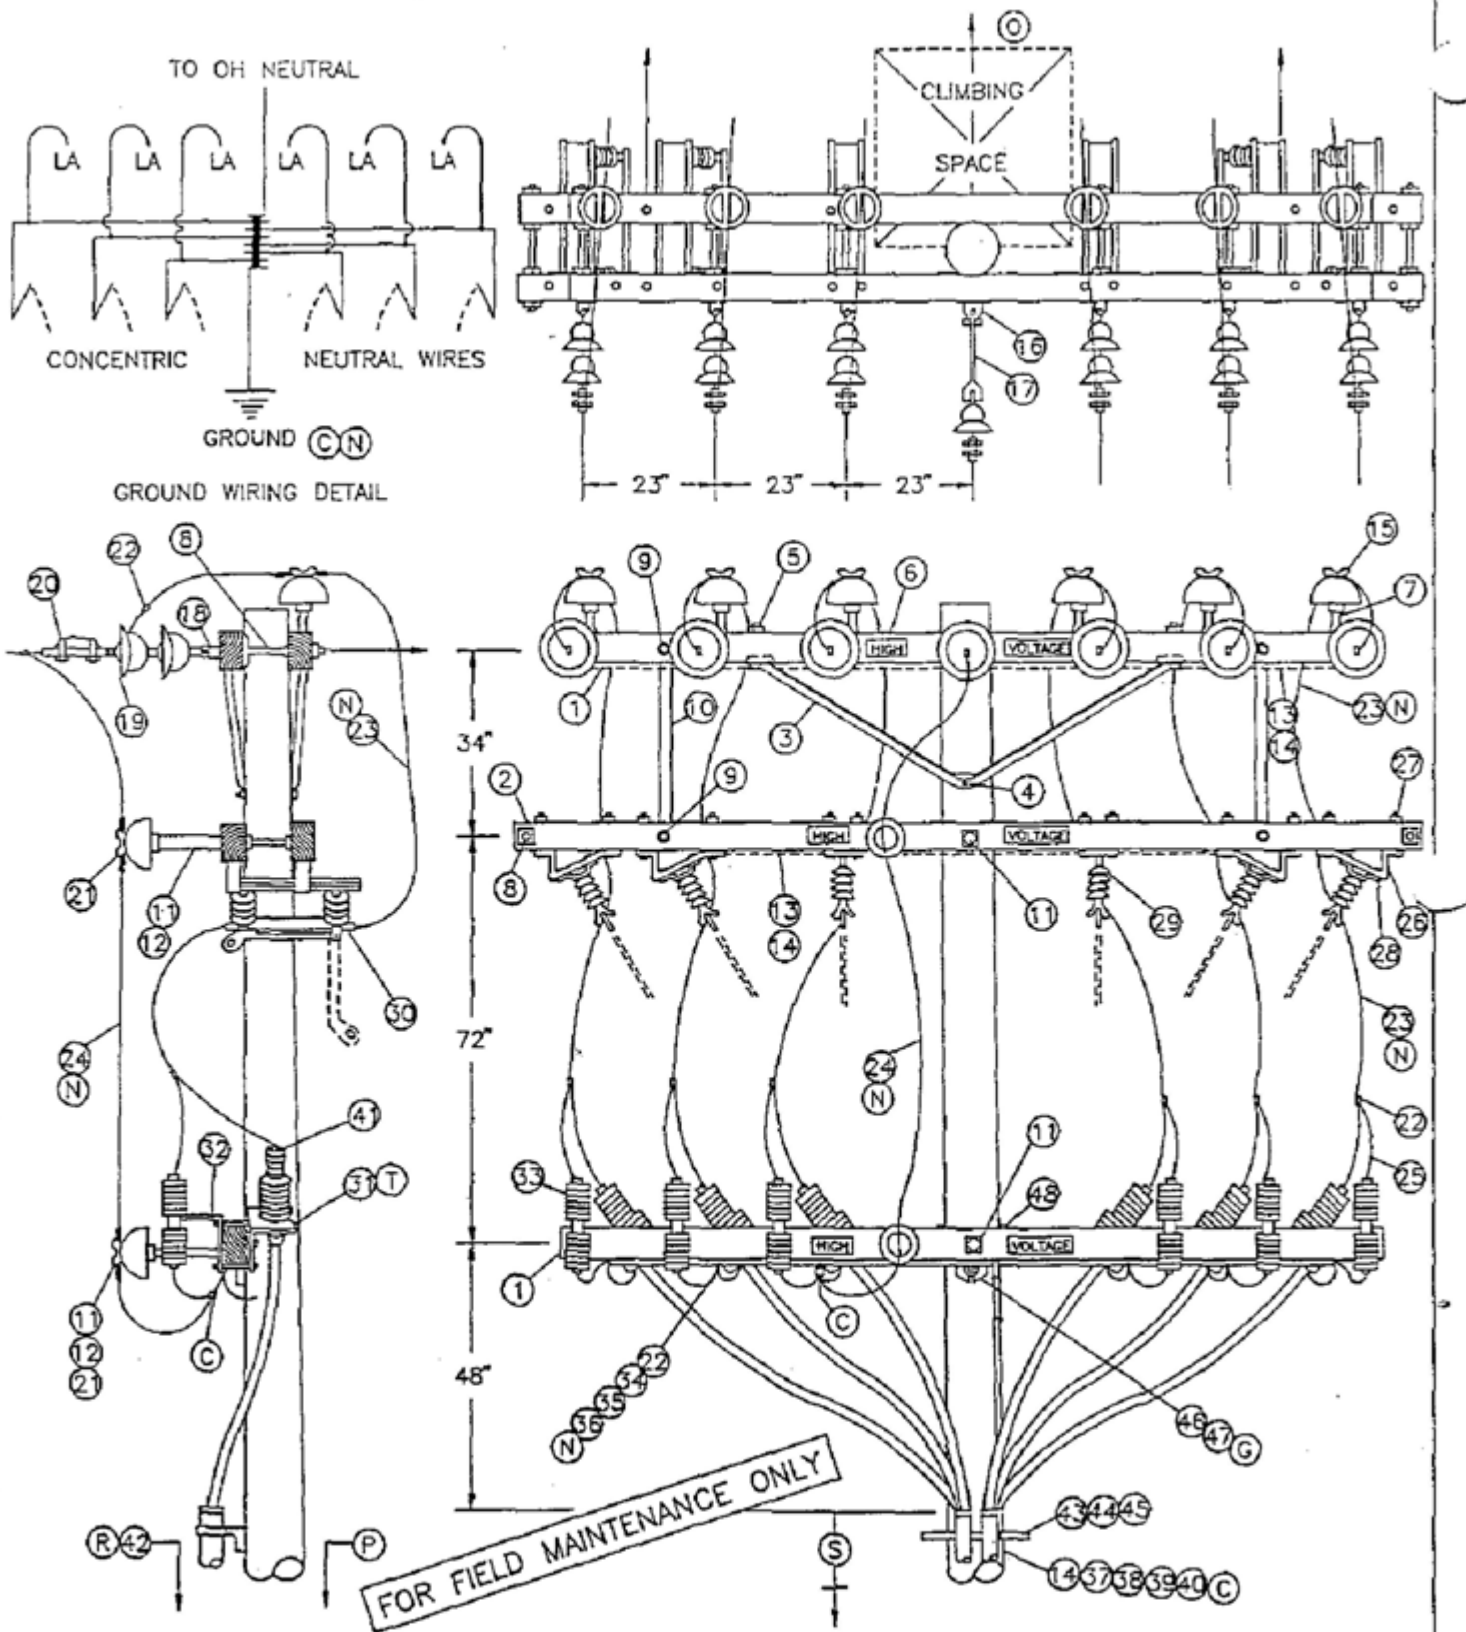 TO OH NEUTRAL
LA LA LA LA LA LA
CONCENTRIC NEUTRAL WIRES
GROUND C N
GROUND WIRING DETAIL
O
CLIMBING
SPACE
16
17
23" 23" 23"
8
22
20
18
19
N
23
21
11
12
24
N
30
41
32
31 T
11
12
21
C
R 42
P
34"
72"
48"
5
9
6
15
7
1
10
3
13
14
23 N
2
9
4
27
8
13
14
11
29
26
28
HIGH VOLTAGE
HIGH VOLTAGE
24
N
23
N
22
25
33
11
48
HIGH VOLTAGE
1
C
22
34
35
36
N
46
47
G
43 44 45
S
14 37 38 39 40 C
FOR FIELD MAINTENANCE ONLY